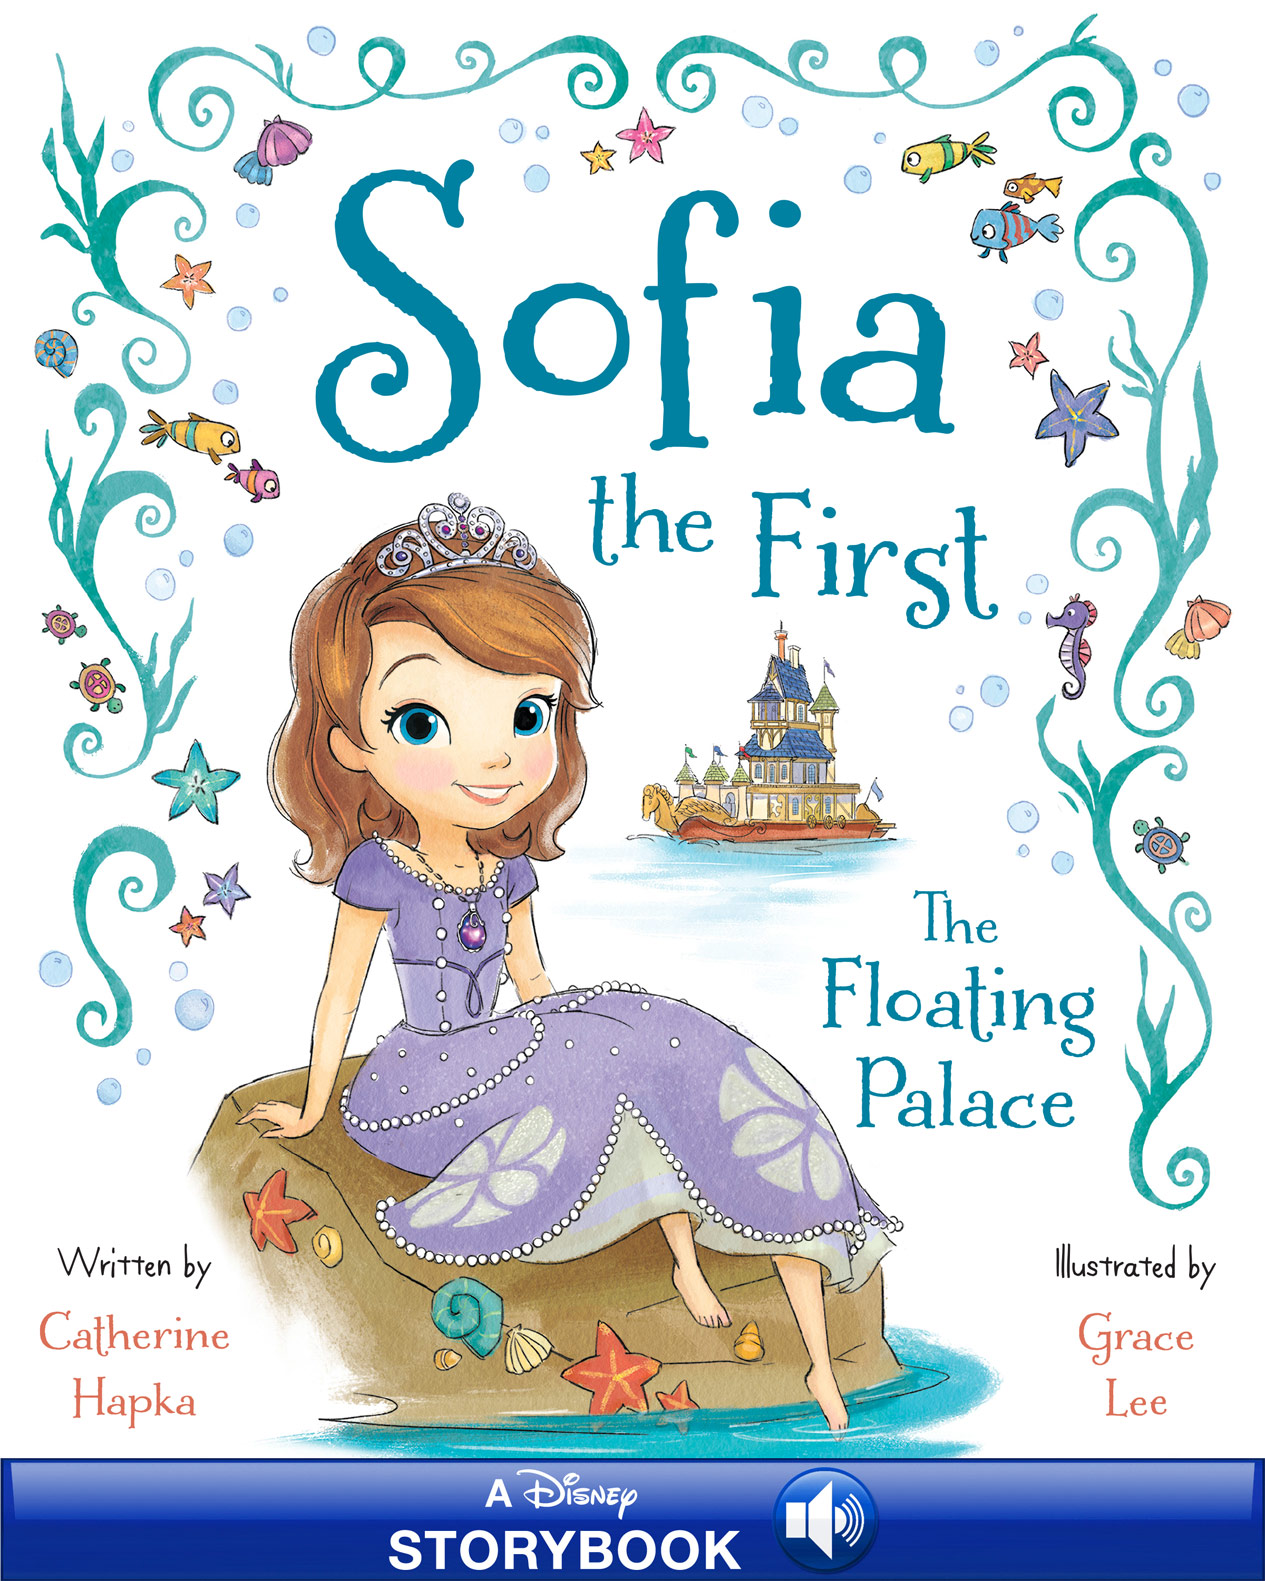 Sofia
the First
The
Floating
Palace
Written by
Catherine
Hapka
Illustrated by
Grace
Lee
A Disney
STORYBOOK